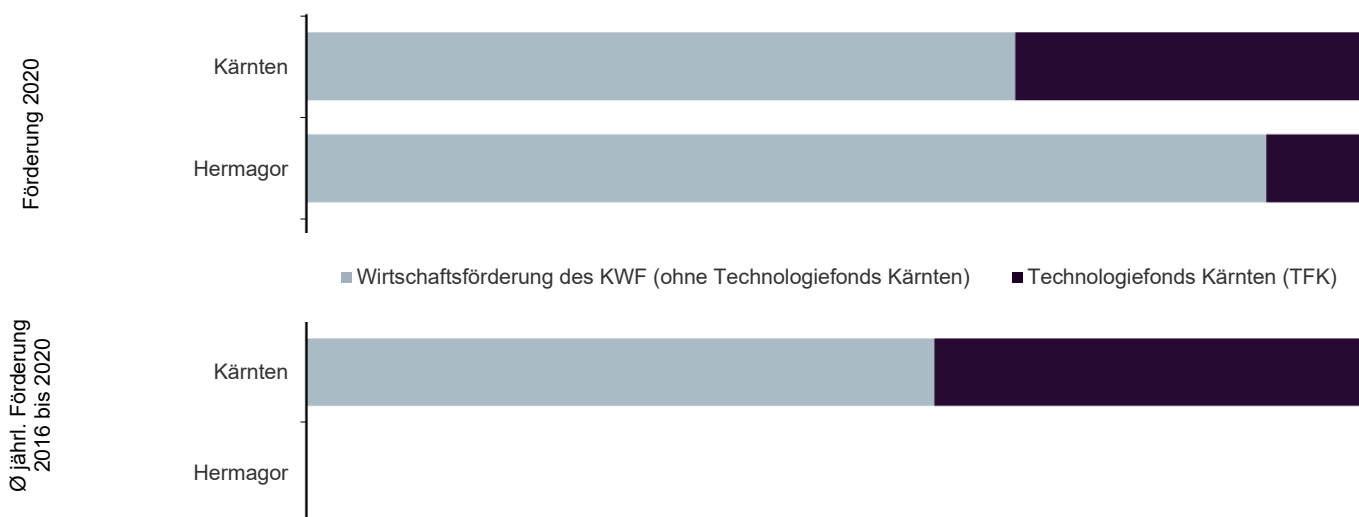 Förderung 2020
Kärnten
Hermagor
Wirtschaftsförderung des KWF (ohne Technologiefonds Kärnten)
Technologiefonds Kärnten (TFK)
Ø jährl. Förderung
2016 bis 2020
Kärnten
Hermagor